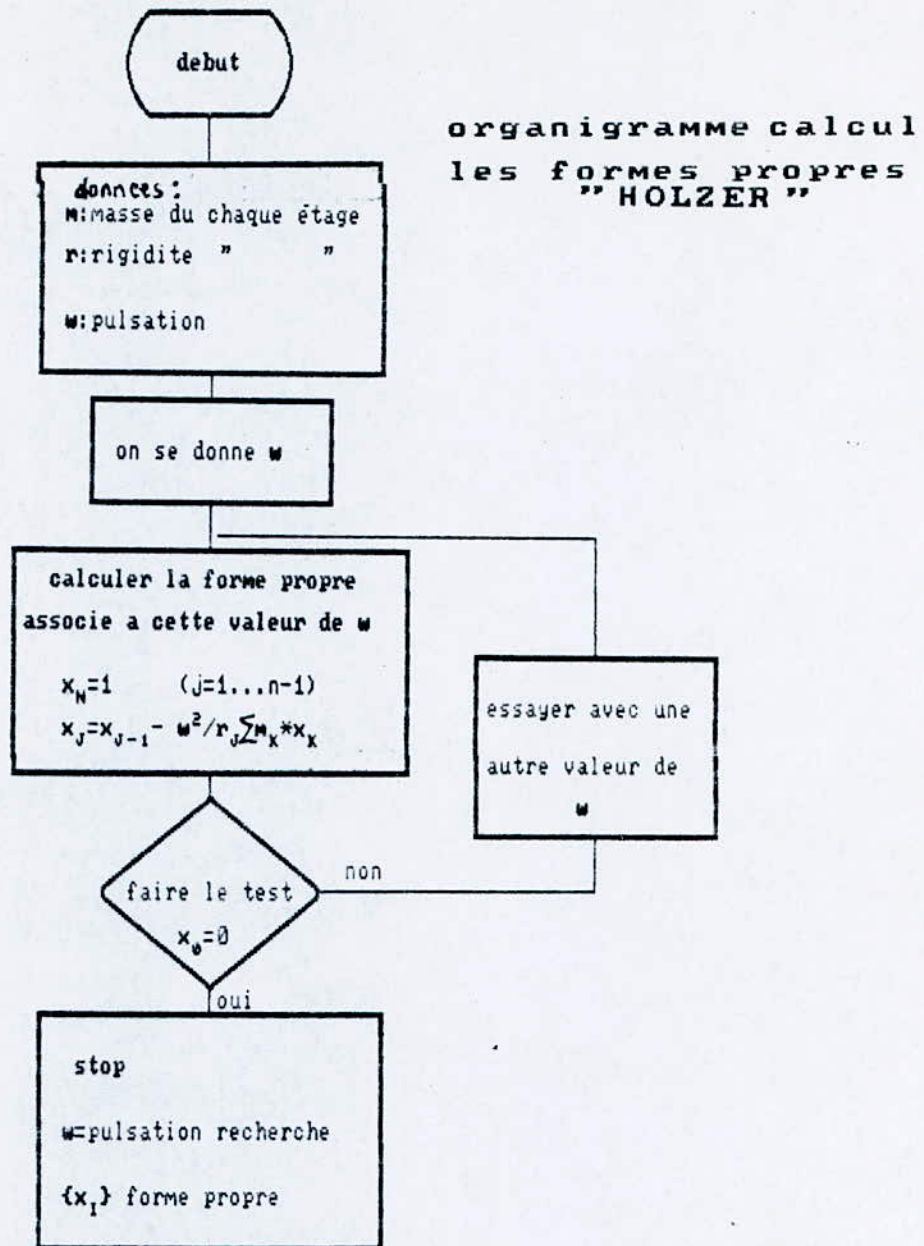 debut
organigramme calcul
les formes propres
" HOLZER "
données:
m:masse du chaque étage
r:rigidite " "
w:pulsation
on se donne w
calculer la forme propre
associe a cette valeur de w
x_N=1 (J=1...n-1)
x_J=x_{J-1}- w²/r_J∑m_K*x_K
essayer avec une
autre valeur de
w
non
faire le test
x_0=0
oui
stop
w=pulsation recherche
{x_I} forme propre